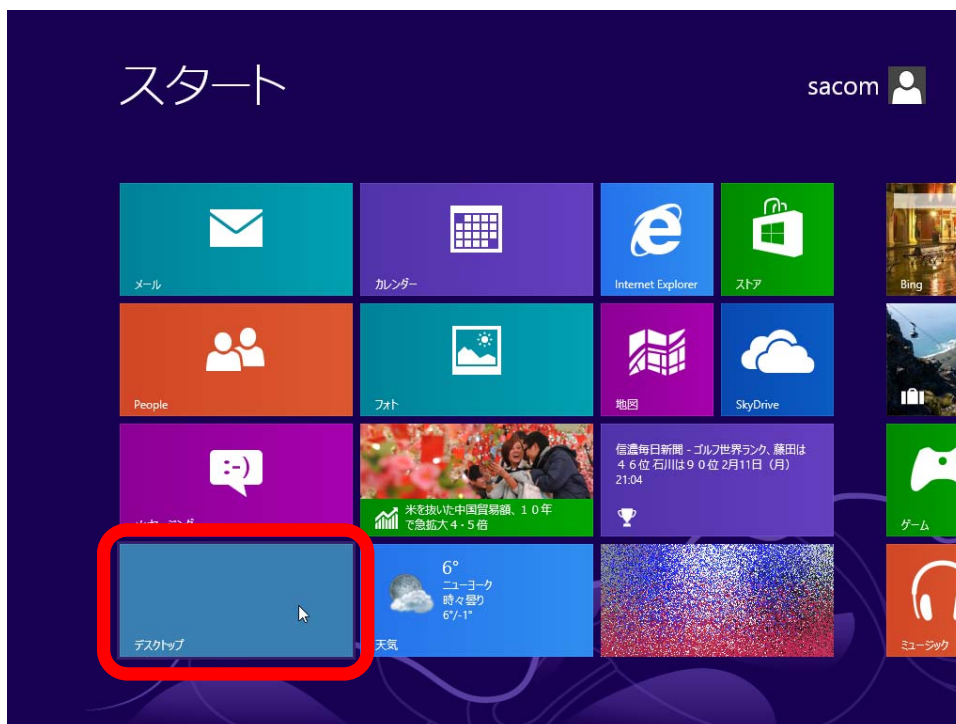 スタート
sacom
メール
カレンダー
Internet Explorer
ストア
Bing
People
フォト
地図
SkyDrive
:-)
米を抜いた中国貿易額、10年
で急拡大4・5倍
信濃毎日新聞 - ゴルフ世界ランク、藤田は
46位 石川は90位 2月11日 (月)
21:04
ゲーム
デスクトップ
6°
ニューヨーク
時々曇り
6°/-1°
天気
ミュージック